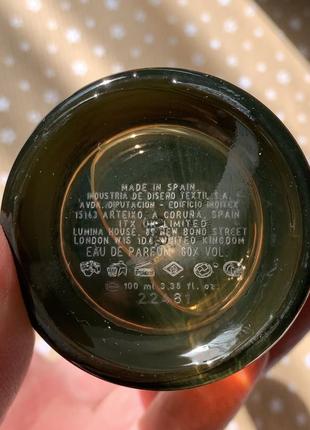 MADE IN SPAIN
INDUSTRIA DE DISEÑO TEXTIL S.A.
AVDA. DIPUTACIÓN - EDIFICIO INDITEX
15143 ARTEIXO, A CORUÑA, SPAIN
ITX UK LIMITED
LUMINA HOUSE, 89 NEW BOND STREET
LONDON W1S 1DA UNITED KINGDOM
EAU DE PARFUM 80% VOL.
100 ml 3.38 fl. oz.
22461